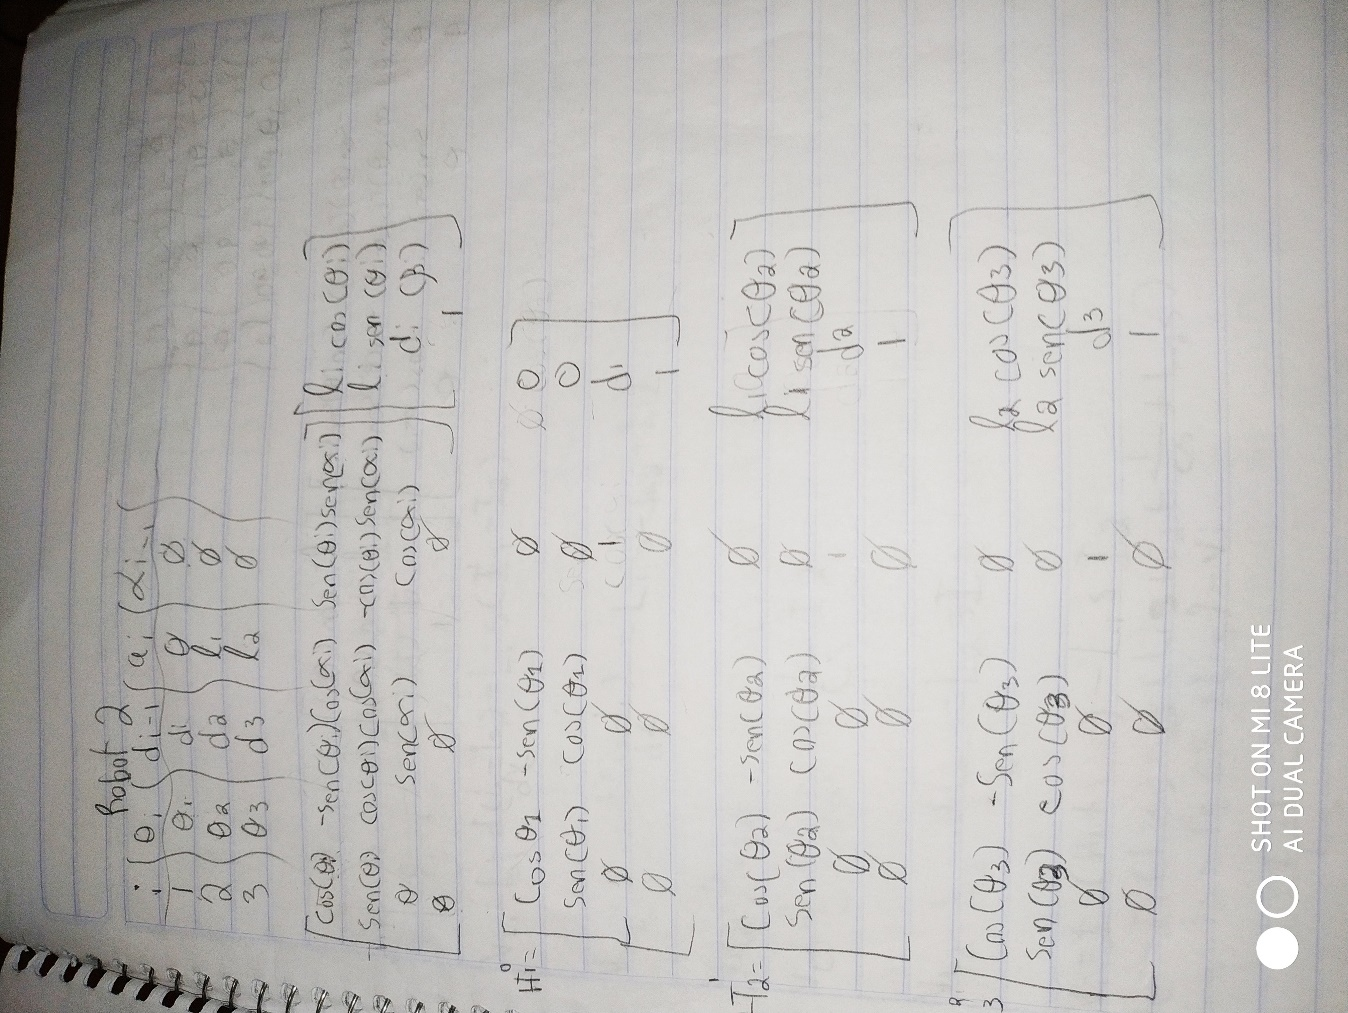 Robot 2
i | θi | di-1 | ai | αi-1
1 | θ1 | d1 | ∅ | ∅
2 | θ2 | d2 | l1 | ∅
3 | θ3 | d3 | l2 | ∅
Cos(θi) -sen(θi)cos(αi) sen(θi)sen(αi) li cos(θi)
sen(θi) cos(θi)cos(αi) -cos(θi)sen(αi) li sen(θi)
∅ sen(αi) cos(αi) di
∅ ∅ ∅ 1
H1⁰= Cosθ1 -sen(θ1) ∅ 0
sen(θ1) cos(θ1) ∅ 0
∅ ∅ 1 d1
∅ ∅ ∅ 1
T2¹= Cos(θ2) -sen(θ2) ∅ l1 cos(θ2)
Sen(θ2) cos(θ2) ∅ l1 sen(θ2)
∅ ∅ 1 d2
∅ ∅ ∅ 1
3 Cos(θ3) -Sen(θ3) ∅ l2 cos(θ3)
sen(θ3) cos(θ3) ∅ l2 sen(θ3)
∅ ∅ 1 d3
∅ ∅ ∅ 1
SHOT ON MI 8 LITE
AI DUAL CAMERA